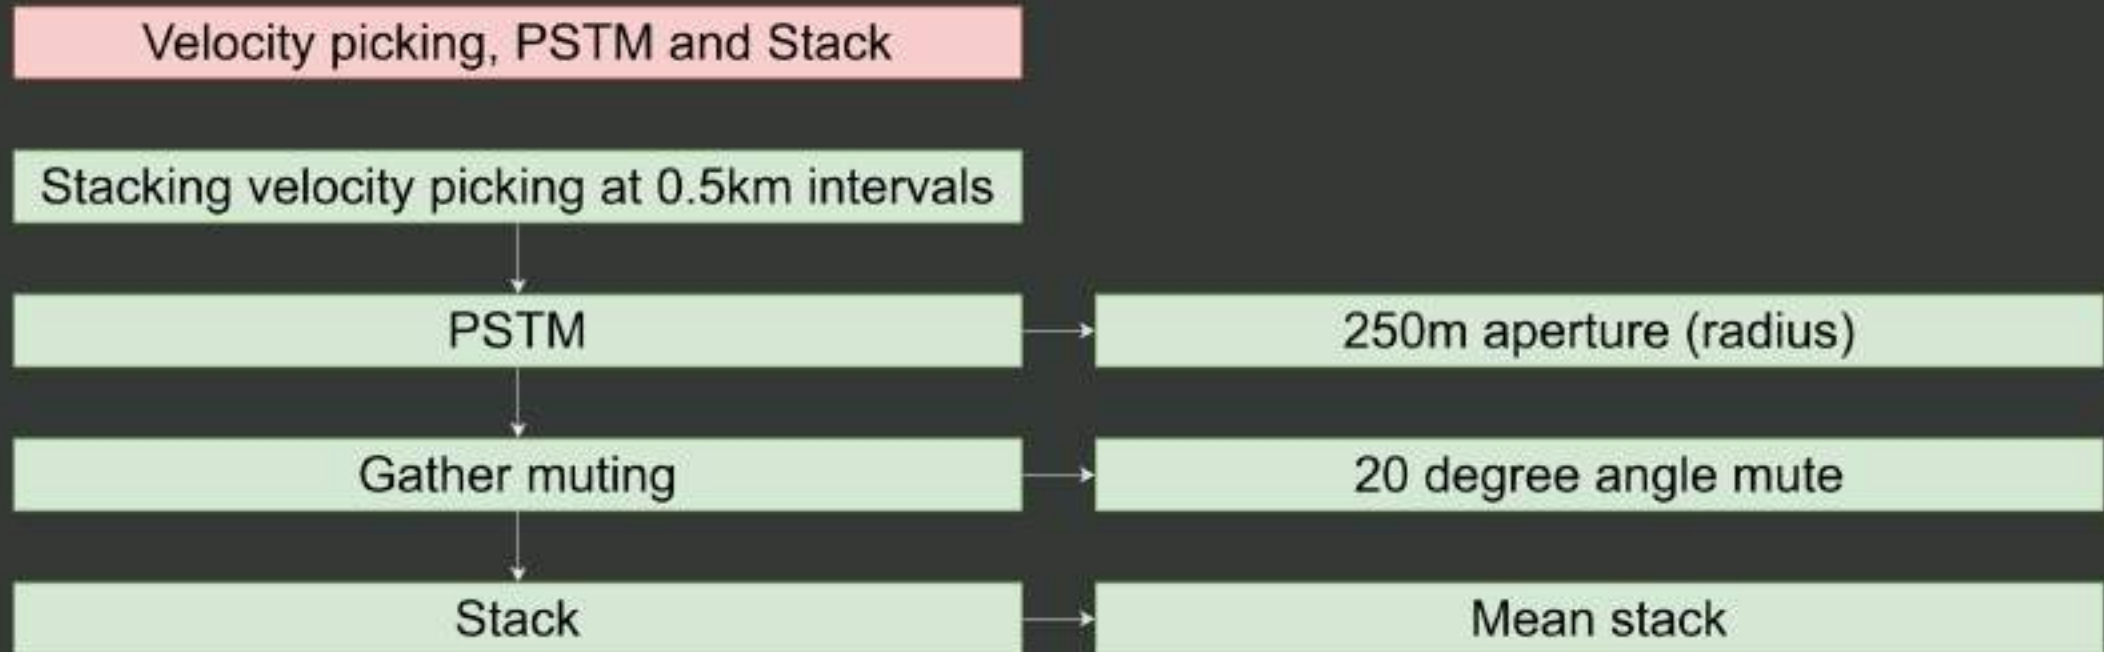 Velocity picking, PSTM and Stack
Stacking velocity picking at 0.5km intervals
PSTM
250m aperture (radius)
Gather muting
20 degree angle mute
Stack
Mean stack